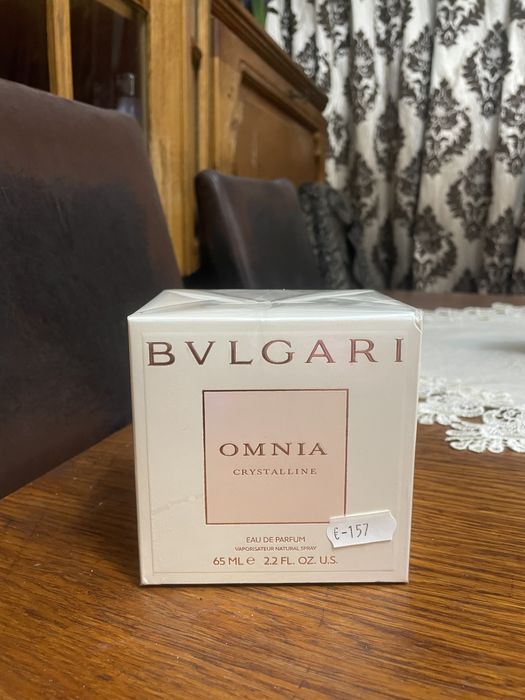 BVLGARI
OMNIA
CRYSTALLINE
EAU DE PARFUM
VAPORISATEUR NATURAL SPRAY
65 ML e 2.2 FL. OZ. U.S.
€-157